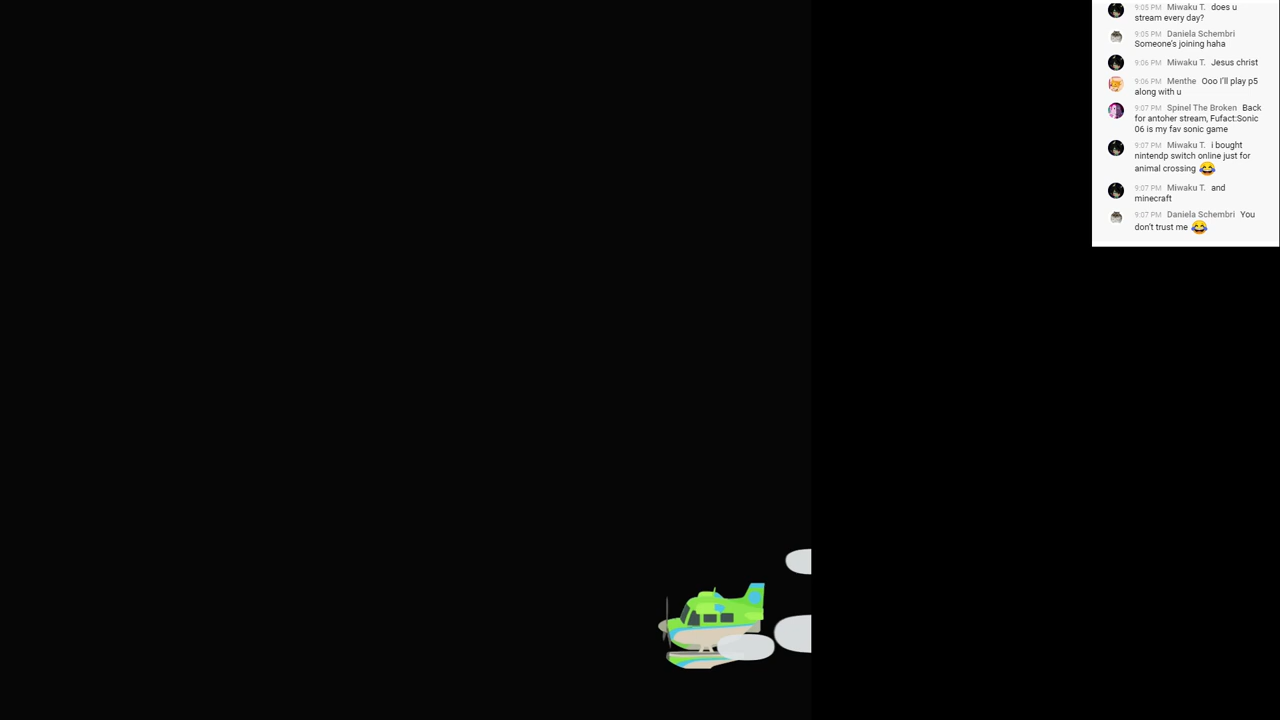 9:05 PM Miwaku T. does u
stream every day?
9:05 PM Daniela Schembri
Someone's joining haha
9:06 PM Miwaku T. Jesus christ
9:06 PM Menthe Ooo I'll play p5
along with u
9:07 PM Spinel The Broken Back
for antoher stream, Fufact:Sonic
06 is my fav sonic game
9:07 PM Miwaku T. i bought
nintendp switch online just for
animal crossing 😂
9:07 PM Miwaku T. and
minecraft
9:07 PM Daniela Schembri You
don't trust me 😂